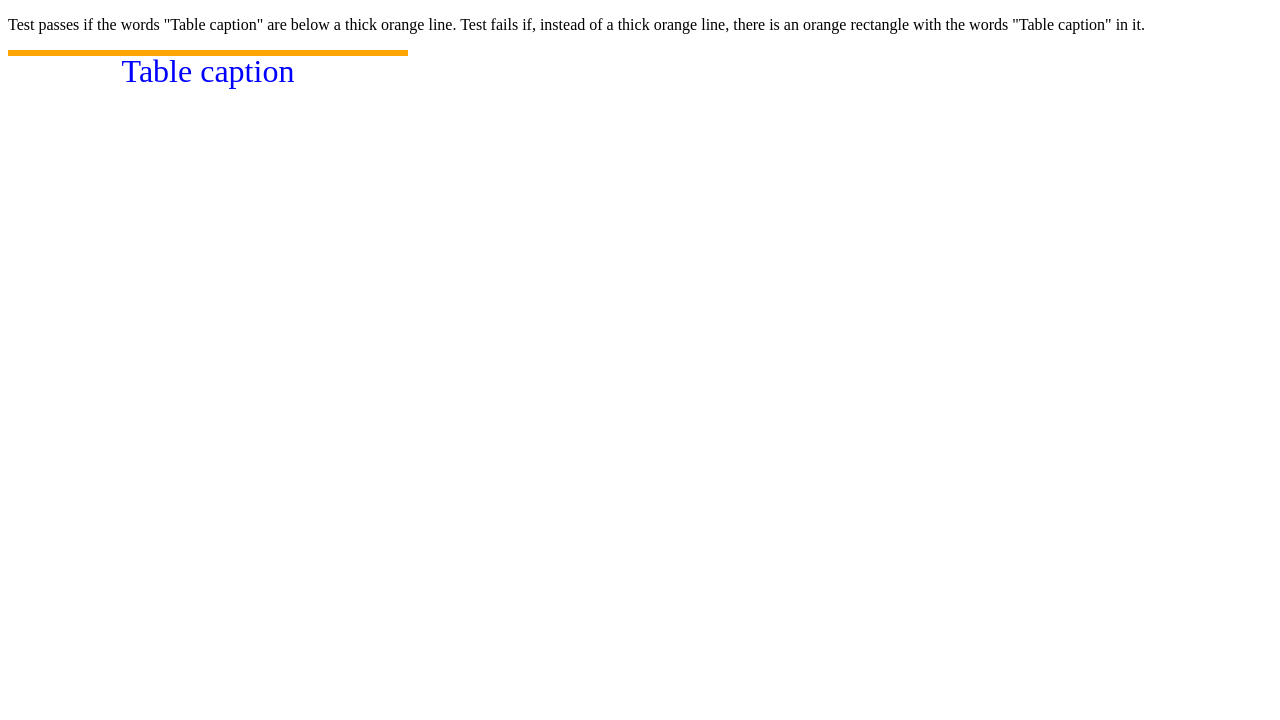 Test passes if the words "Table caption" are below a thick orange line. Test fails if, instead of a thick orange line, there is an orange rectangle with the words "Table caption" in it.
Table caption